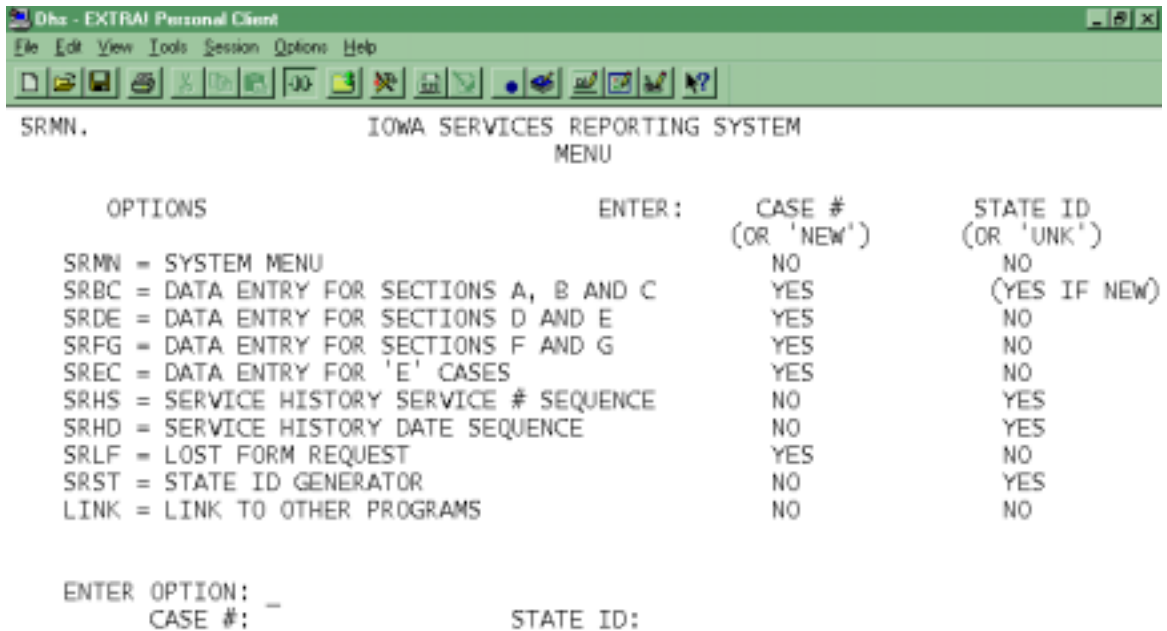 Dhs - EXTRA! Personal Client
File Edit View Tools Session Options Help
SRMN. IOWA SERVICES REPORTING SYSTEM
MENU
OPTIONS ENTER: CASE # STATE ID
(OR 'NEW') (OR 'UNK')
SRMN = SYSTEM MENU NO NO
SRBC = DATA ENTRY FOR SECTIONS A, B AND C YES (YES IF NEW)
SRDE = DATA ENTRY FOR SECTIONS D AND E YES NO
SRFG = DATA ENTRY FOR SECTIONS F AND G YES NO
SREC = DATA ENTRY FOR 'E' CASES YES NO
SRHS = SERVICE HISTORY SERVICE # SEQUENCE NO YES
SRHD = SERVICE HISTORY DATE SEQUENCE NO YES
SRLF = LOST FORM REQUEST YES NO
SRST = STATE ID GENERATOR NO YES
LINK = LINK TO OTHER PROGRAMS NO NO
ENTER OPTION: _
CASE #: STATE ID: